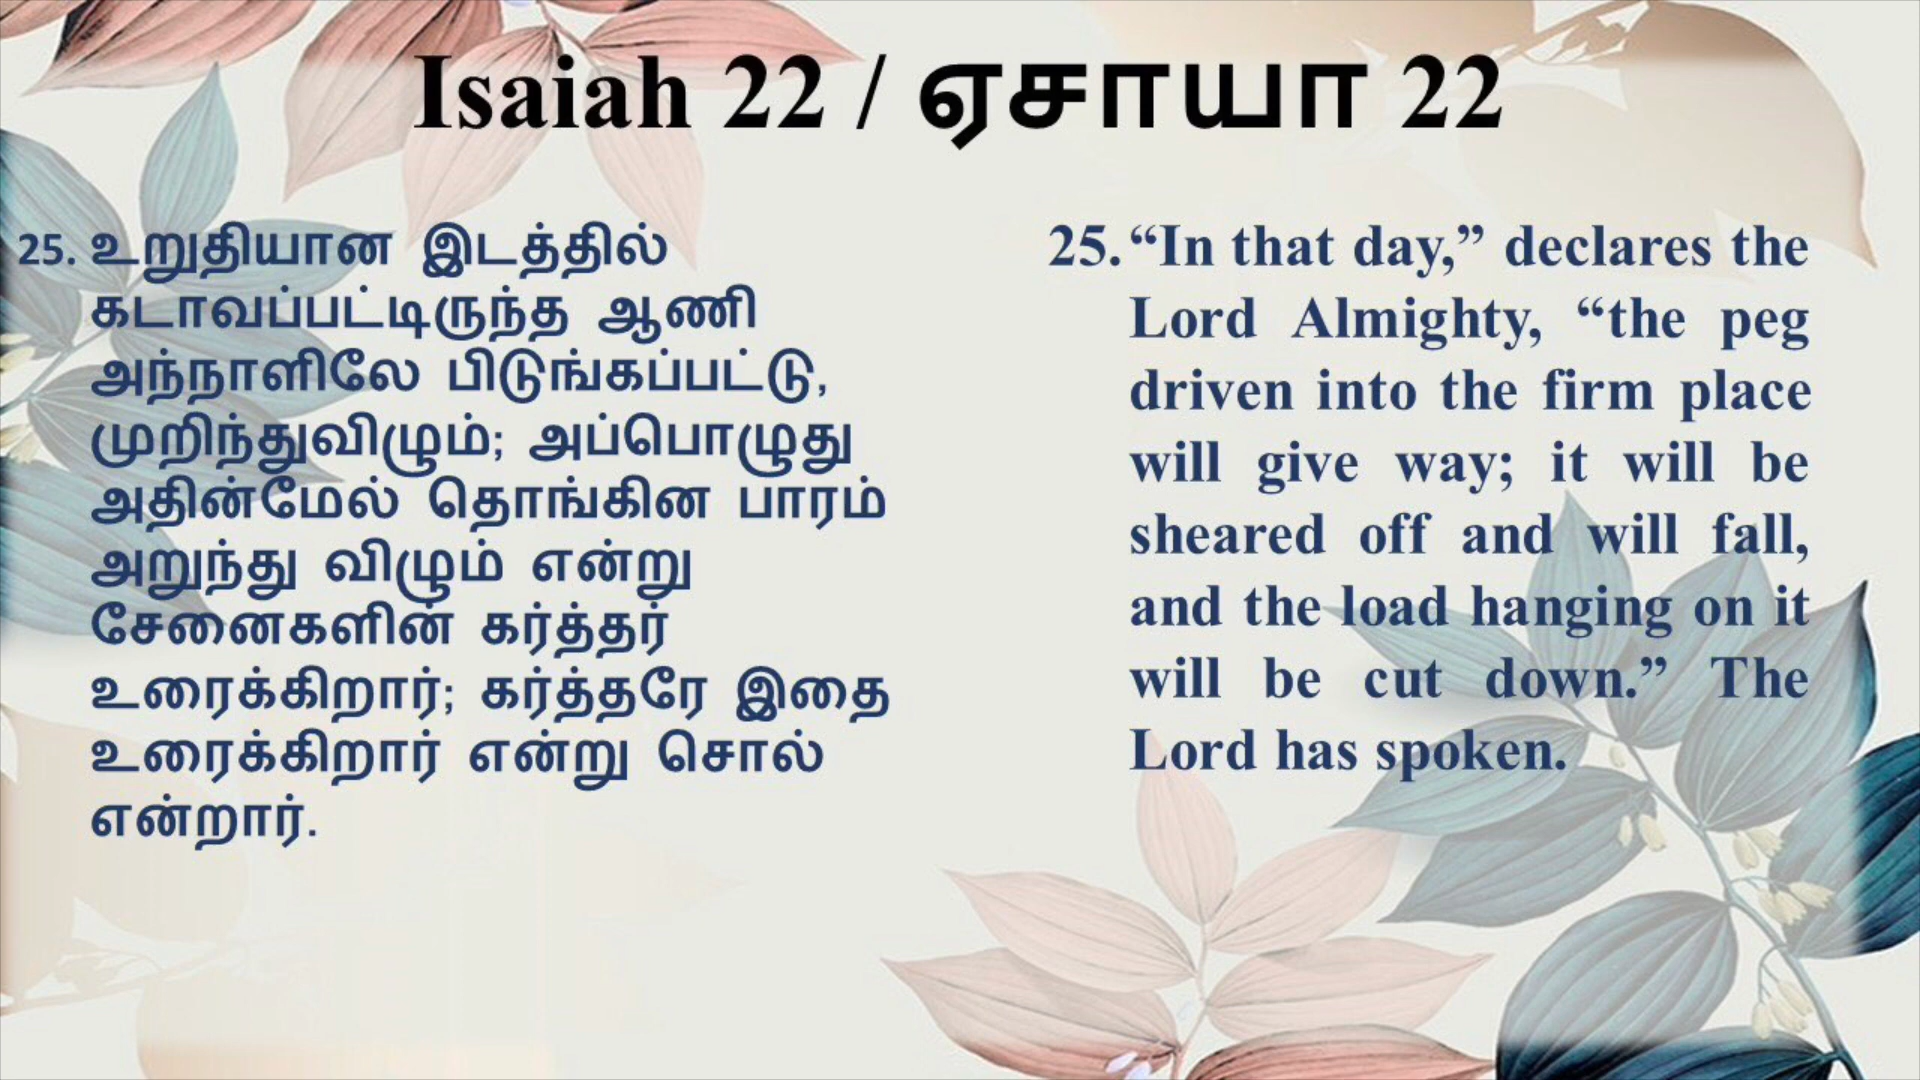 Isaiah 22 / ஏசாயா 22
25. உறுதியான இடத்தில்
கடாவப்பட்டிருந்த ஆணி
அந்நாளிலே பிடுங்கப்பட்டு,
முறிந்துவிழும்; அப்பொழுது
அதின்மேல் தொங்கின பாரம்
அறுந்து விழும் என்று
சேனைகளின் கர்த்தர்
உரைக்கிறார்; கர்த்தரே இதை
உரைக்கிறார் என்று சொல்
என்றார்.
25. “In that day,” declares the
Lord Almighty, “the peg
driven into the firm place
will give way; it will be
sheared off and will fall,
and the load hanging on it
will be cut down.” The
Lord has spoken.